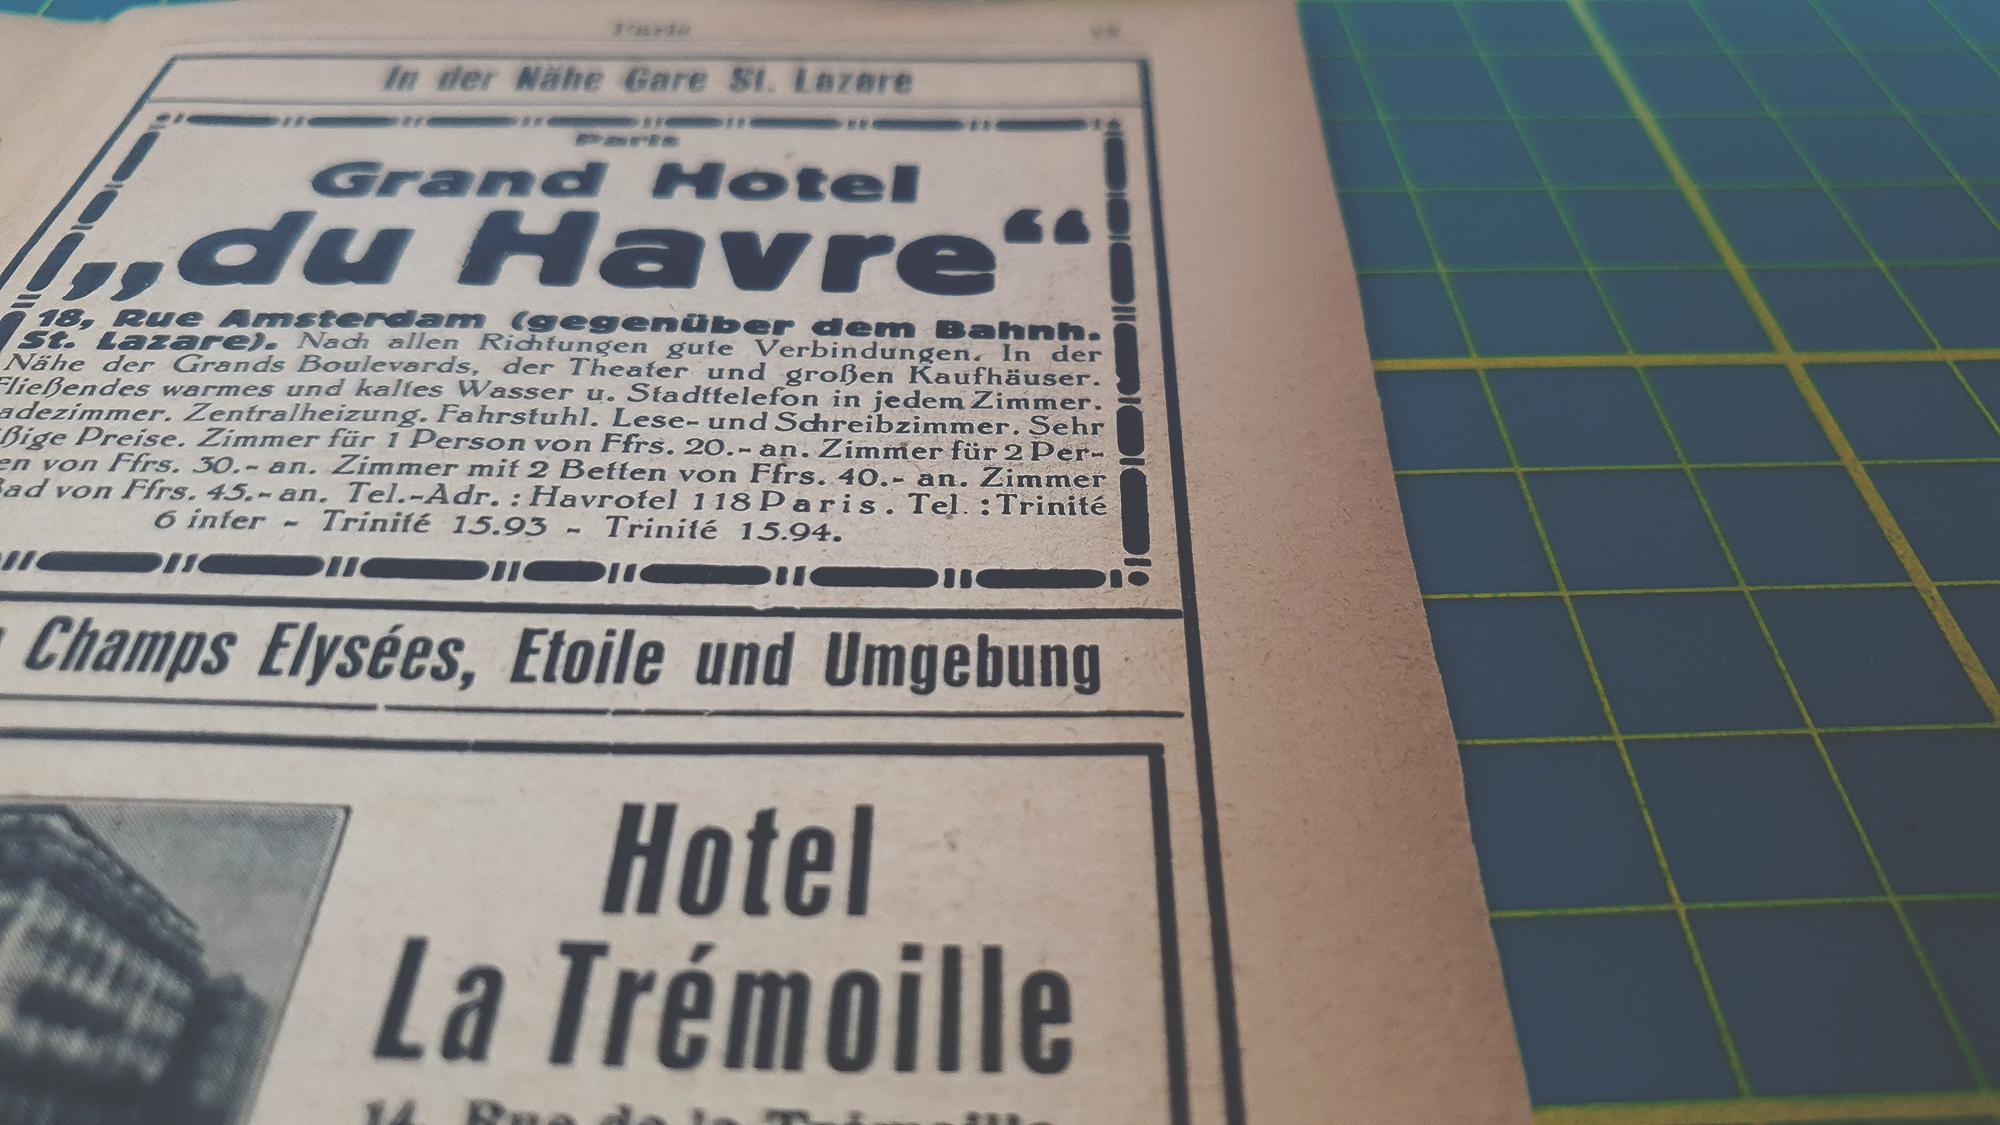 Paris
In der Nähe Gare St. Lazare
Paris
Grand Hotel
„du Havre“
18, Rue Amsterdam (gegenüber dem Bahnh.
St. Lazare). Nach allen Richtungen gute Verbindungen. In der
Nähe der Grands Boulevards, der Theater und großen Kaufhäuser.
Fließendes warmes und kaltes Wasser u. Stadttelefon in jedem Zimmer.
adezimmer. Zentralheizung. Fahrstuhl. Lese- und Schreibzimmer. Sehr
ßige Preise. Zimmer für 1 Person von Ffrs. 20.- an. Zimmer für 2 Per-
en von Ffrs. 30.- an. Zimmer mit 2 Betten von Ffrs. 40.- an. Zimmer
Bad von Ffrs. 45.- an. Tel.-Adr. : Havrotel 118 Paris. Tel. : Trinité
6 inter - Trinité 15.93 - Trinité 15.94.
Champs Elysées, Etoile und Umgebung
Hotel
La Trémoille
14, Rue de la Trémoille